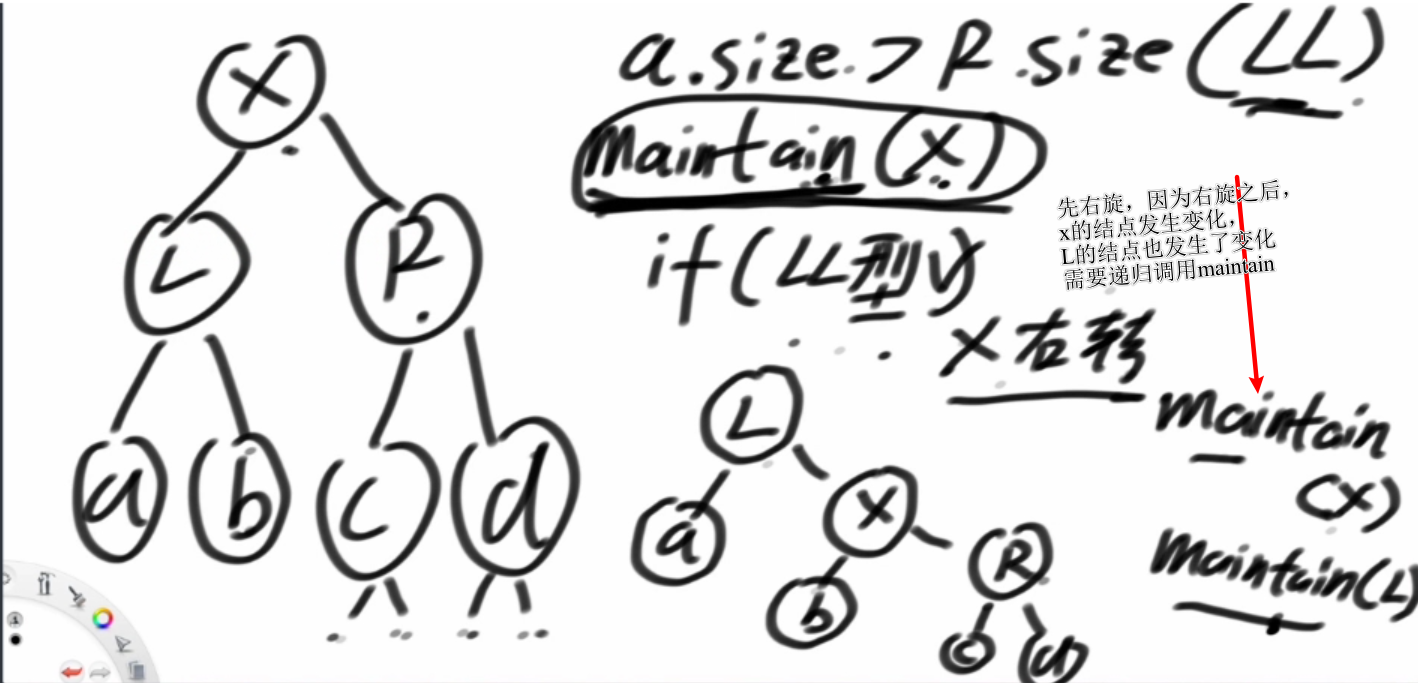 X
L
R
a
b
c
d
a.size > R.size (LL)
maintain(X)
if(LL型V)
先右旋，因为右旋之后，
x的结点发生变化，
L的结点也发生了变化
需要递归调用maintain
X右转
maintain
(X)
maintain(L)
L
a
X
b
R
c
d